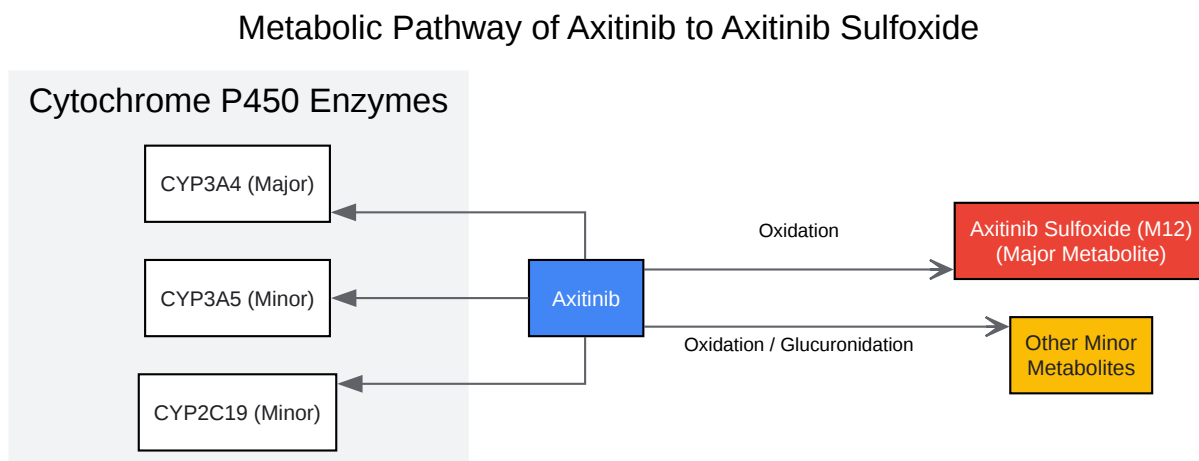 Metabolic Pathway of Axitinib to Axitinib Sulfoxide
Cytochrome P450 Enzymes
CYP3A4 (Major)
CYP3A5 (Minor)
CYP2C19 (Minor)
Axitinib
Oxidation
Oxidation / Glucuronidation
Axitinib Sulfoxide (M12)
(Major Metabolite)
Other Minor
Metabolites